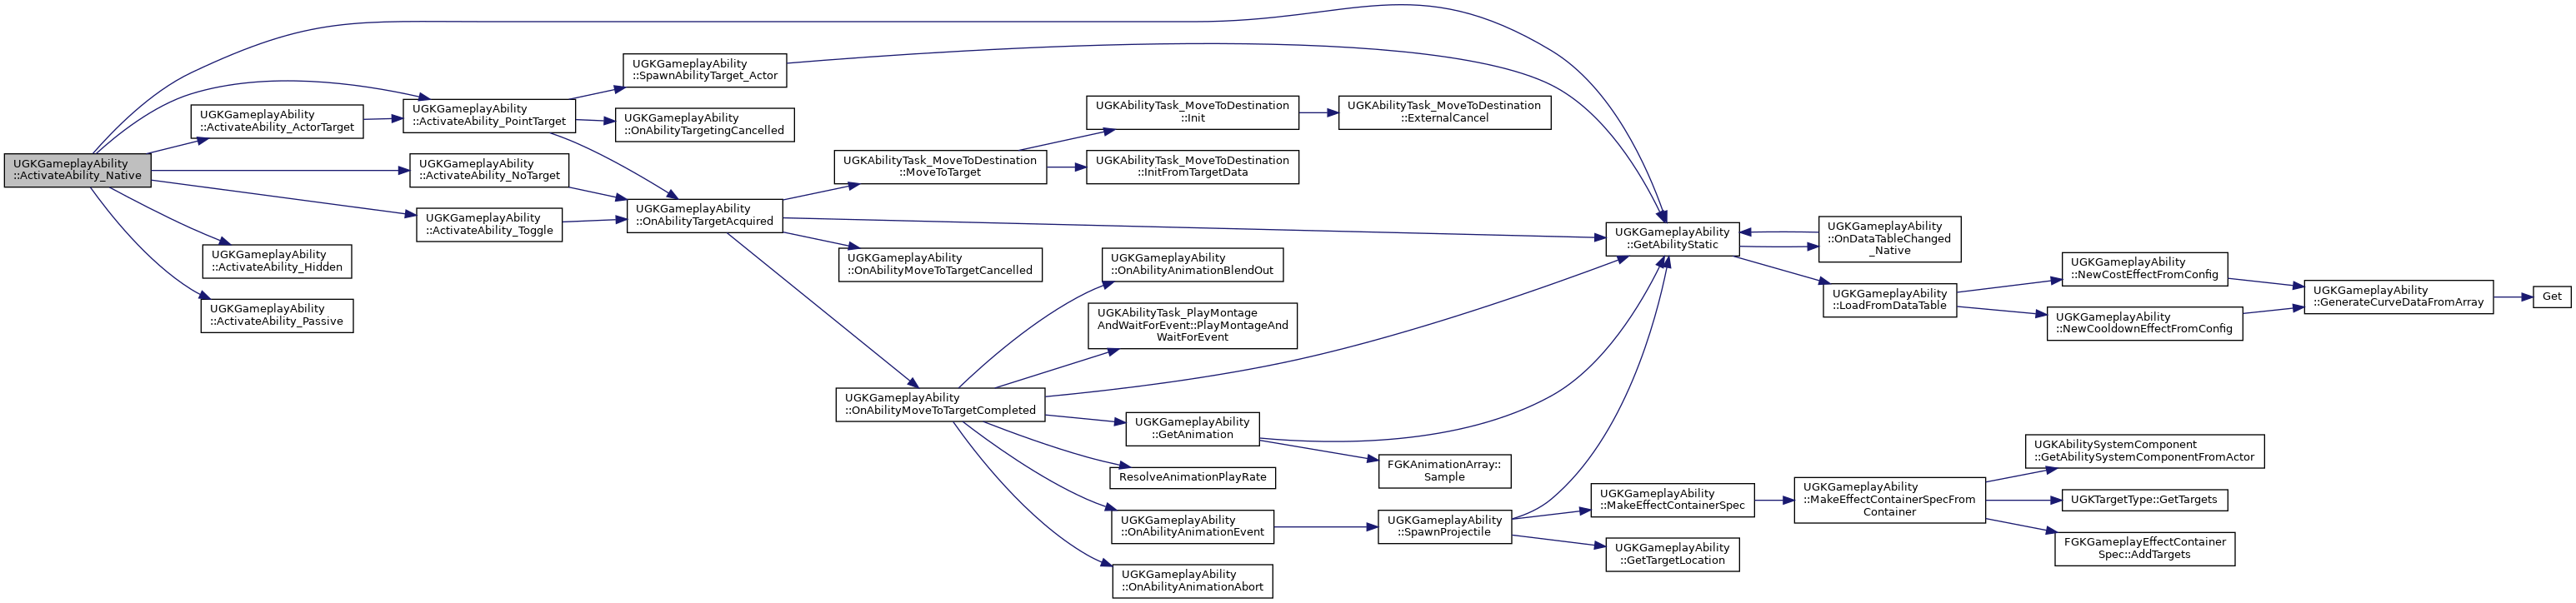 UGKGameplayAbility
::ActivateAbility_Native
UGKGameplayAbility
::ActivateAbility_ActorTarget
UGKGameplayAbility
::ActivateAbility_PointTarget
UGKGameplayAbility
::ActivateAbility_NoTarget
UGKGameplayAbility
::ActivateAbility_Toggle
UGKGameplayAbility
::ActivateAbility_Hidden
UGKGameplayAbility
::ActivateAbility_Passive
UGKGameplayAbility
::SpawnAbilityTarget_Actor
UGKGameplayAbility
::OnAbilityTargetingCancelled
UGKGameplayAbility
::OnAbilityTargetAcquired
UGKAbilityTask_MoveToDestination
::MoveToTarget
UGKAbilityTask_MoveToDestination
::Init
UGKAbilityTask_MoveToDestination
::ExternalCancel
UGKAbilityTask_MoveToDestination
::InitFromTargetData
UGKGameplayAbility
::OnAbilityMoveToTargetCancelled
UGKGameplayAbility
::OnAbilityMoveToTargetCompleted
UGKGameplayAbility
::OnAbilityAnimationBlendOut
UGKAbilityTask_PlayMontage
AndWaitForEvent::PlayMontageAnd
WaitForEvent
UGKGameplayAbility
::GetAnimation
FGKAnimationArray::
Sample
ResolveAnimationPlayRate
UGKGameplayAbility
::OnAbilityAnimationEvent
UGKGameplayAbility
::OnAbilityAnimationAbort
UGKGameplayAbility
::SpawnProjectile
UGKGameplayAbility
::MakeEffectContainerSpec
UGKGameplayAbility
::GetTargetLocation
UGKGameplayAbility
::MakeEffectContainerSpecFrom
Container
UGKAbilitySystemComponent
::GetAbilitySystemComponentFromActor
UGKTargetType::GetTargets
FGKGameplayEffectContainer
Spec::AddTargets
UGKGameplayAbility
::GetAbilityStatic
UGKGameplayAbility
::OnDataTableChanged
_Native
UGKGameplayAbility
::LoadFromDataTable
UGKGameplayAbility
::NewCostEffectFromConfig
UGKGameplayAbility
::NewCooldownEffectFromConfig
UGKGameplayAbility
::GenerateCurveDataFromArray
Get